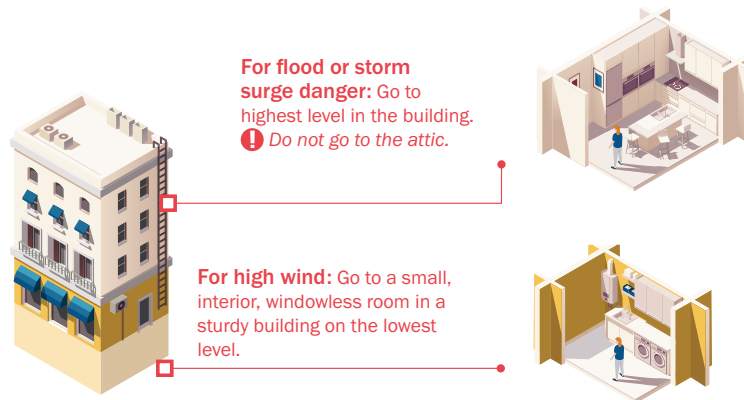 For flood or storm
surge danger: Go to
highest level in the building.
! Do not go to the attic.
For high wind: Go to a small,
interior, windowless room in a
sturdy building on the lowest
level.